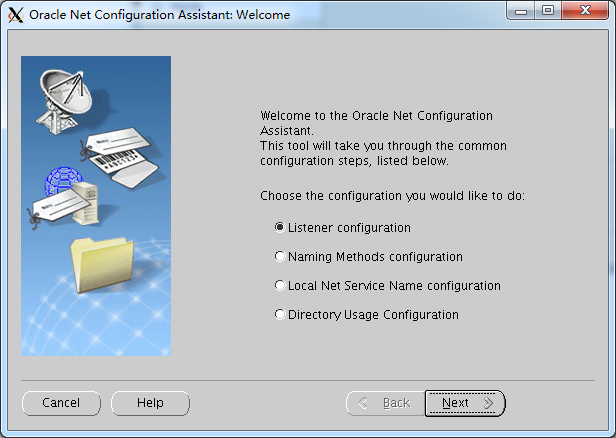 Oracle Net Configuration Assistant: Welcome
Welcome to the Oracle Net Configuration
Assistant.
This tool will take you through the common
configuration steps, listed below.
Choose the configuration you would like to do:
Listener configuration
Naming Methods configuration
Local Net Service Name configuration
Directory Usage Configuration
Cancel
Help
Back
Next